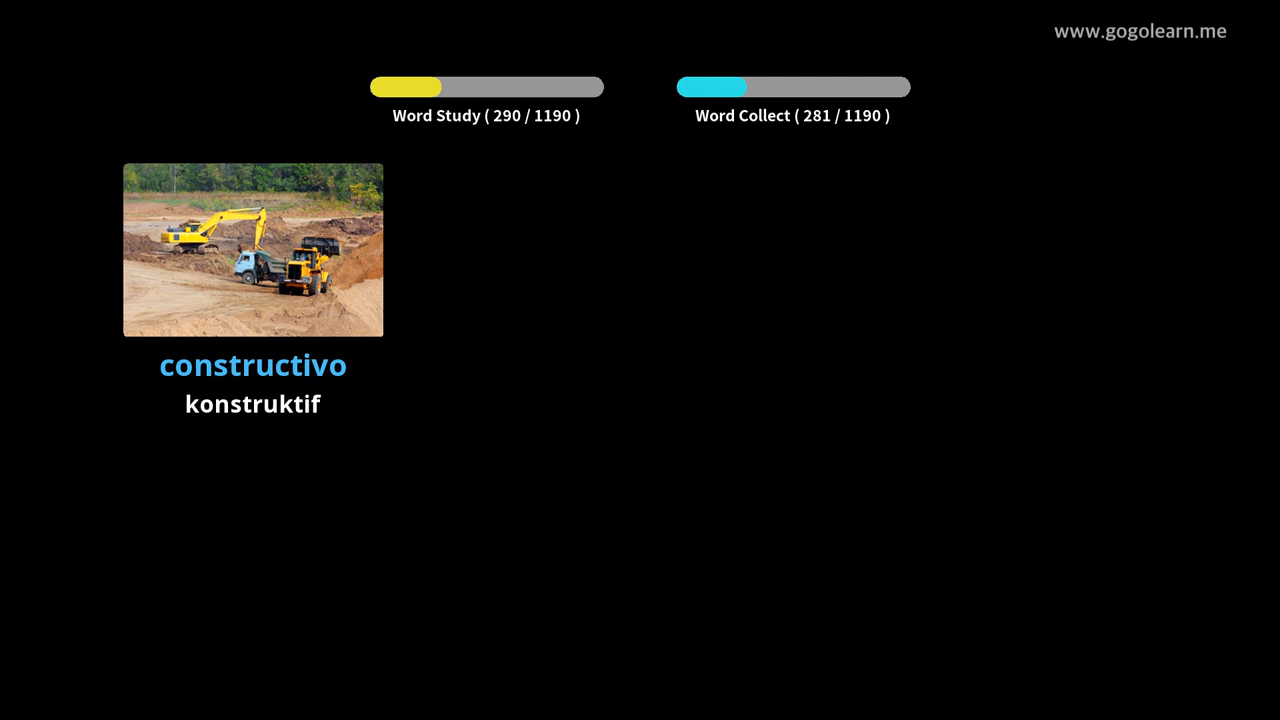 www.gogolearn.me
Word Study ( 290 / 1190 )
Word Collect ( 281 / 1190 )
constructivo
konstruktif